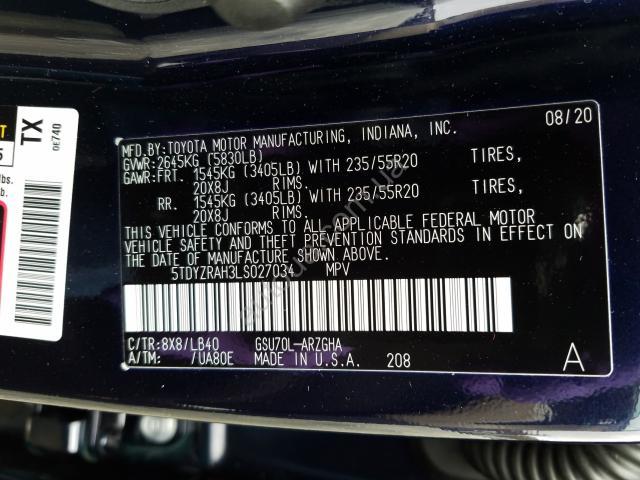 MFD.BY:TOYOTA MOTOR MANUFACTURING, INDIANA, INC. 08/20
GVWR:2645KG (5830LB)
GAWR:FRT. 1545KG (3405LB) WITH 235/55R20 TIRES,
20X8J RIMS.
RR. 1545KG (3405LB) WITH 235/55R20 TIRES,
20X8J RIMS.
THIS VEHICLE CONFORMS TO ALL APPLICABLE FEDERAL MOTOR
VEHICLE SAFETY AND THEFT PREVENTION STANDARDS IN EFFECT ON
THE DATE OF MANUFACTURE SHOWN ABOVE.
5TDYZRAH3LS027034 MPV
C/TR:8X8/LB40 GSU70L-ARZGHA
A/TM: /UA80E MADE IN U.S.A. 208 A
TX
0E740
lbs.